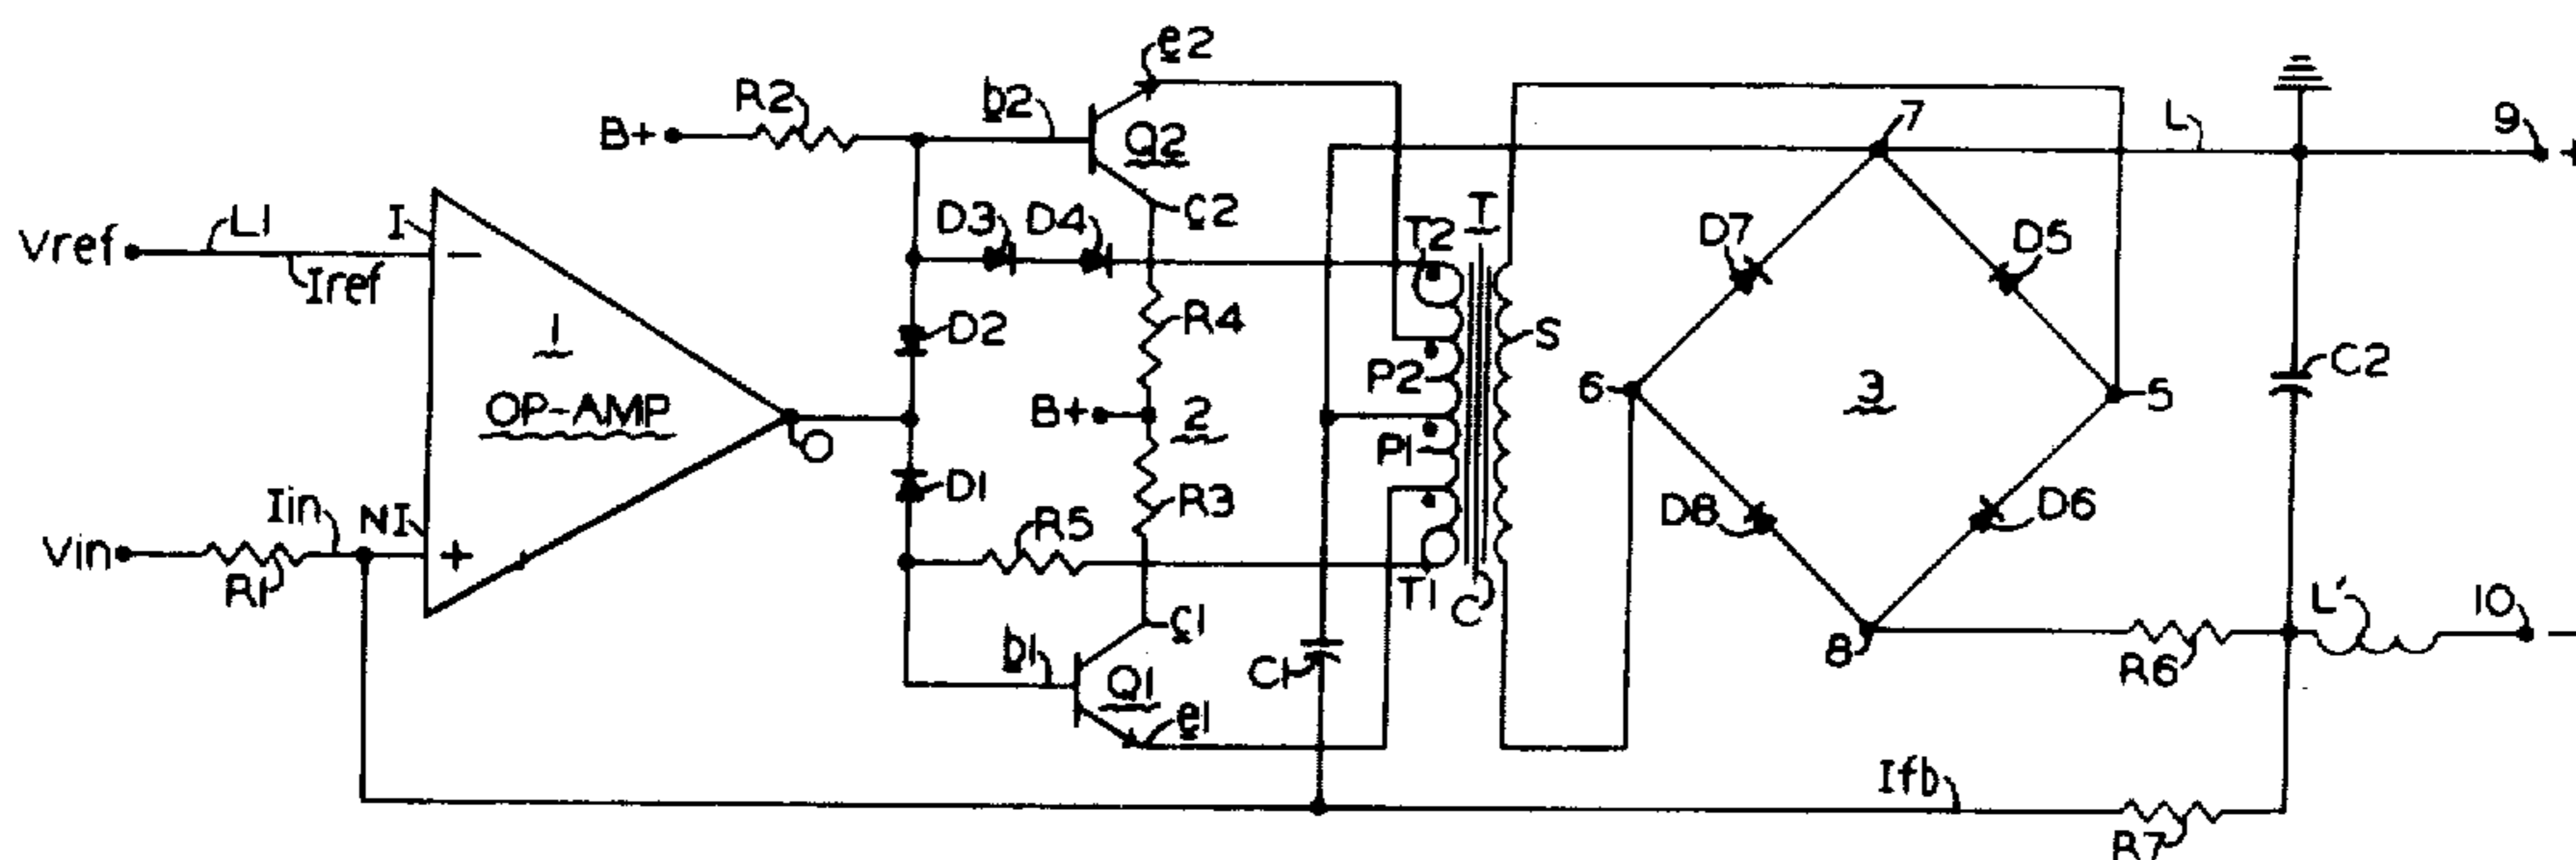 e2
R2
b2
B+
Q2
7
L
9
+
c2
Vref
L1
I
−
D3
D4
T2
T
D7
D5
Iref
1
OP-AMP
O
D2
R4
S
P2
6
3
5
C2
B+
2
P1
D1
R3
Iin
NI
R5
D8
D6
Vin
+
R1
T1
C
L'
10
−
c1
b1
Q1
C1
8
R6
e1
Ifb
R7